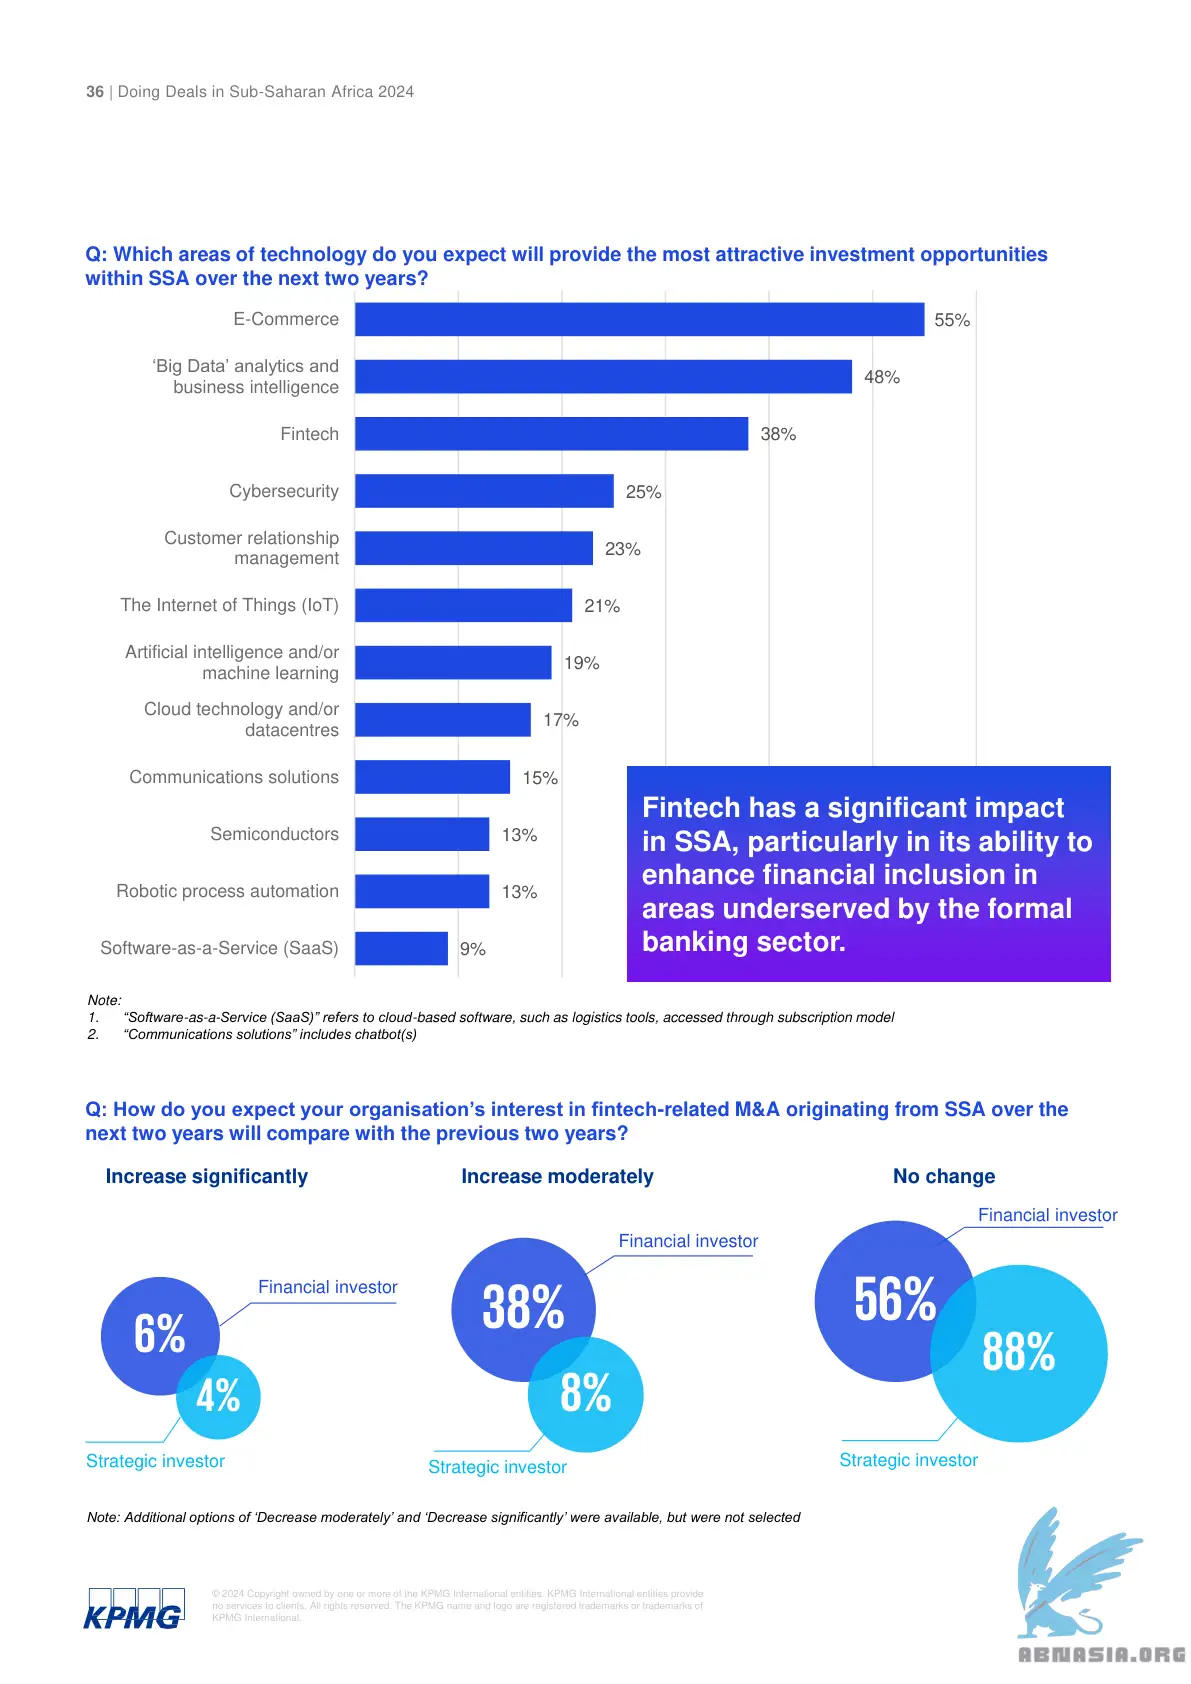 36 | Doing Deals in Sub-Saharan Africa 2024
Q: Which areas of technology do you expect will provide the most attractive investment opportunities
within SSA over the next two years?
E-Commerce
55%
‘Big Data’ analytics and
business intelligence
48%
Fintech
38%
Cybersecurity
25%
Customer relationship
management
23%
The Internet of Things (IoT)
21%
Artificial intelligence and/or
machine learning
19%
Cloud technology and/or
datacentres
17%
Communications solutions
15%
Semiconductors
13%
Robotic process automation
13%
Software-as-a-Service (SaaS)
9%
Fintech has a significant impact
in SSA, particularly in its ability to
enhance financial inclusion in
areas underserved by the formal
banking sector.
Note:
1. “Software-as-a-Service (SaaS)” refers to cloud-based software, such as logistics tools, accessed through subscription model
2. “Communications solutions” includes chatbot(s)
Q: How do you expect your organisation’s interest in fintech-related M&A originating from SSA over the
next two years will compare with the previous two years?
Increase significantly
Financial investor
6%
4%
Strategic investor
Increase moderately
Financial investor
38%
8%
Strategic investor
No change
Financial investor
56%
88%
Strategic investor
Note: Additional options of ‘Decrease moderately’ and ‘Decrease significantly’ were available, but were not selected
KPMG
© 2024 Copyright owned by one or more of the KPMG International entities. KPMG International entities provide
no services to clients. All rights reserved. The KPMG name and logo are registered trademarks or trademarks of
KPMG International.
ABNASIA.ORG